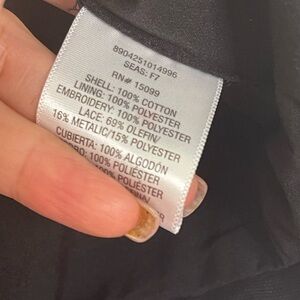 8904251014996
SEAS: F7
RN# 15099
SHELL: 100% COTTON
LINING: 100% POLYESTER
EMBROIDERY: 100% POLYESTER
LACE: 69% OLEFIN/
16% METALIC/15% POLYESTER
CUBIERTA: 100% ALGODÓN
100% POLIÉSTER
100% POLIÉSTER